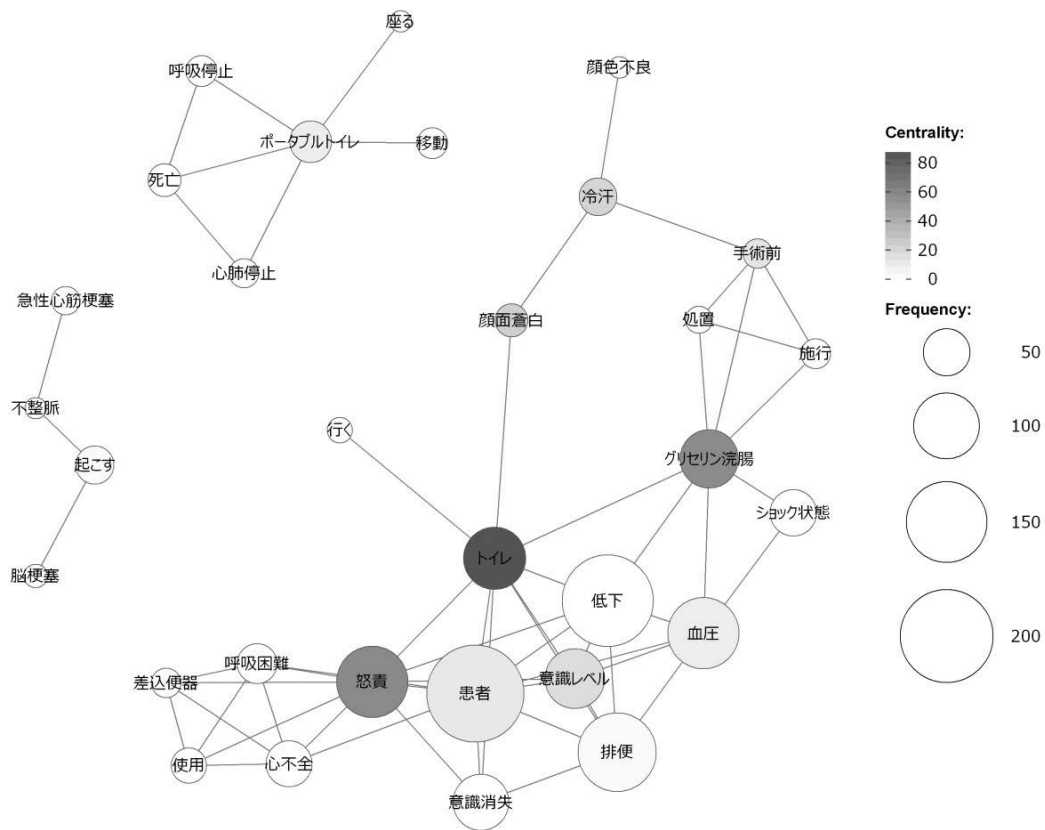 座る
呼吸停止
顔色不良
ポータブルトイレ
移動
死亡
冷汗
手術前
心肺停止
急性心筋梗塞
顔面蒼白
処置
施行
不整脈
行く
起こす
グリセリン浣腸
ショック状態
トイレ
脳梗塞
低下
血圧
呼吸困難
差込便器
怒責
患者
意識レベル
排便
使用
心不全
意識消失
Centrality:
80
60
40
20
0
Frequency:
50
100
150
200